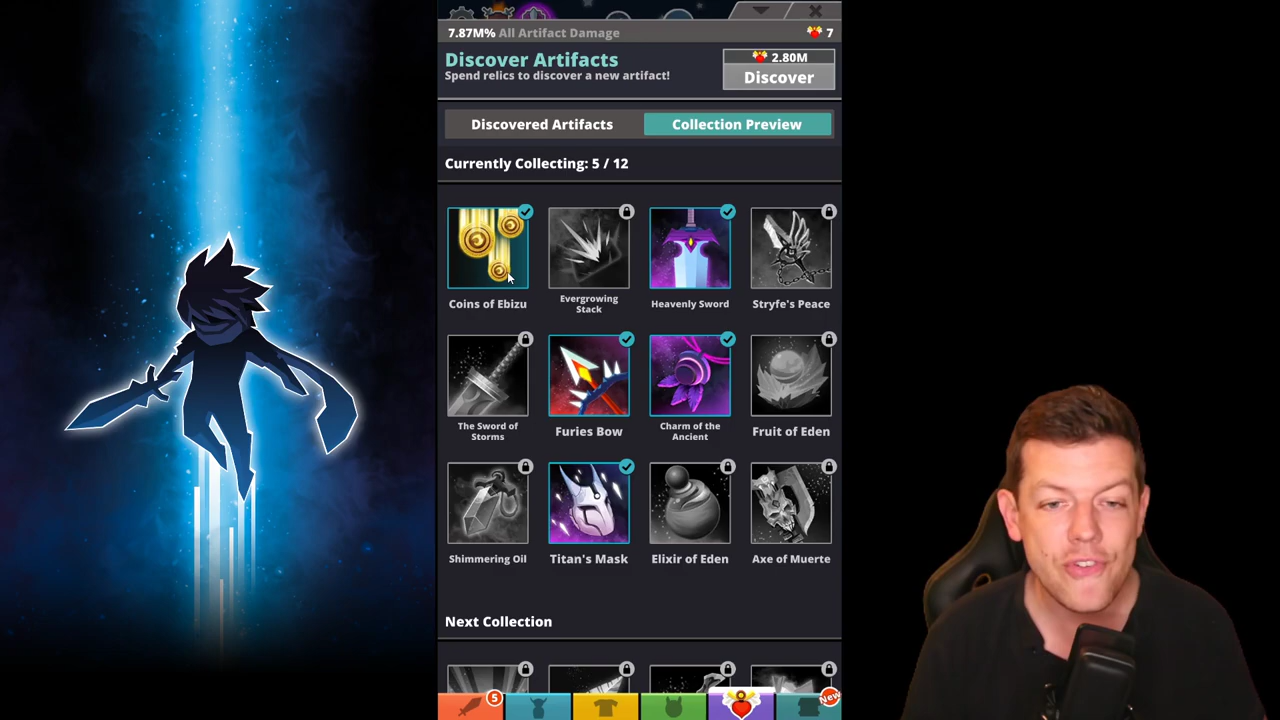 7.87M% All Artifact Damage
7
Discover Artifacts
Spend relics to discover a new artifact!
2.80M
Discover
Discovered Artifacts
Collection Preview
Currently Collecting: 5 / 12
Coins of Ebizu
Evergrowing
Stack
Heavenly Sword
Stryfe's Peace
The Sword of
Storms
Furies Bow
Charm of the
Ancient
Fruit of Eden
Shimmering Oil
Titan's Mask
Elixir of Eden
Axe of Muerte
Next Collection
5
New